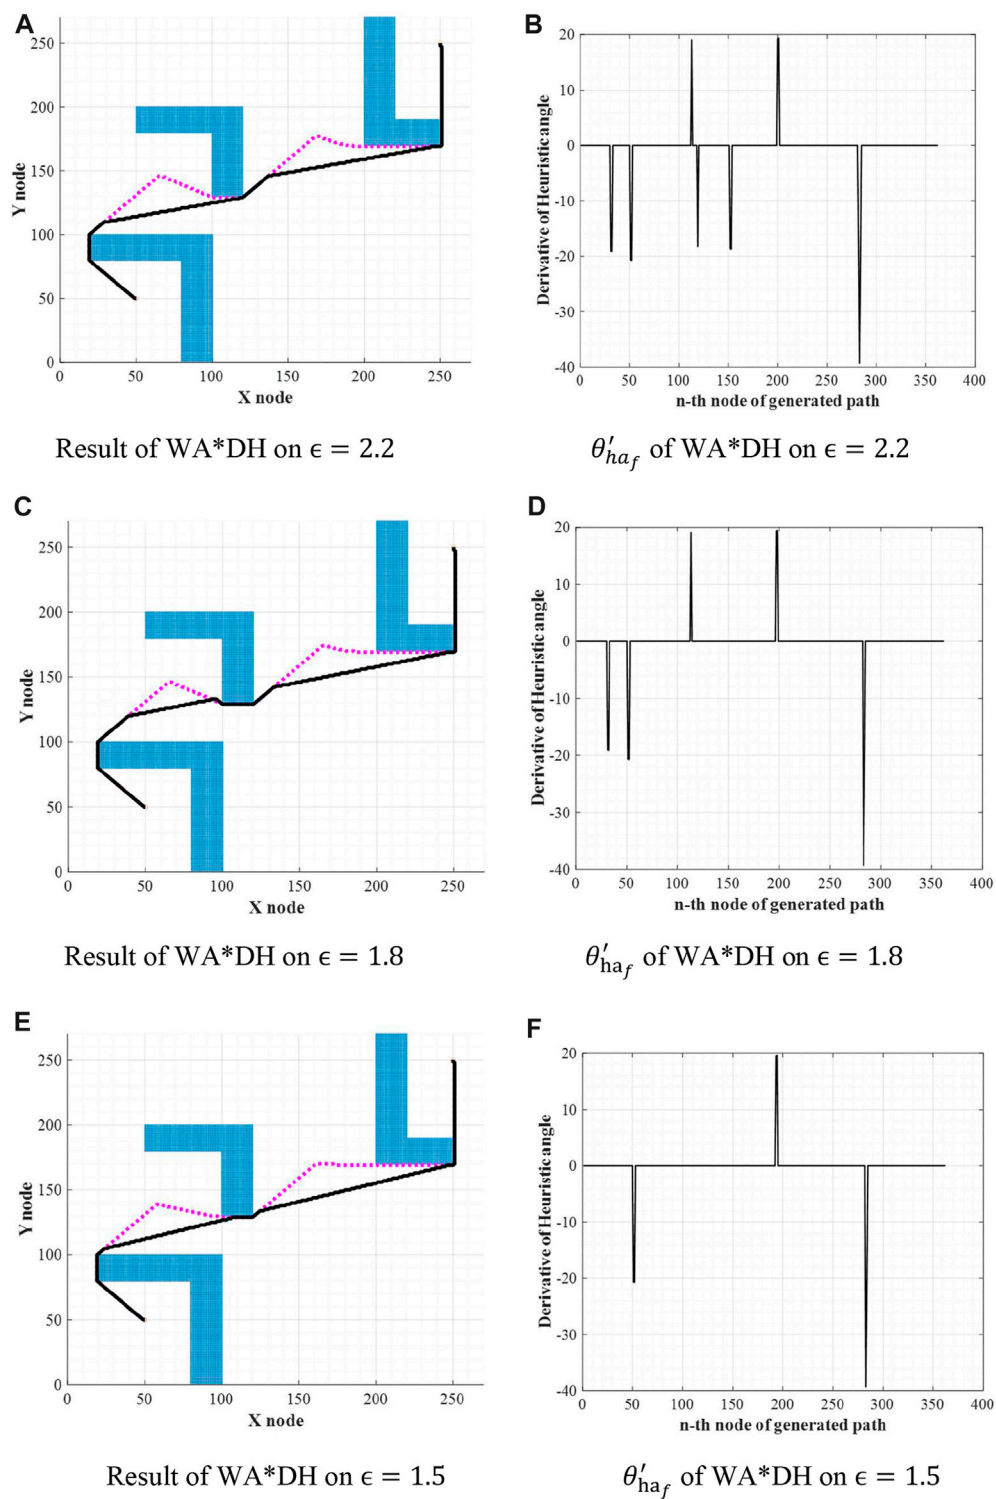 A
250
200
150
100
50
0
Y node
0 50 100 150 200 250
X node
Result of WA*DH on ϵ = 2.2
B
20
10
0
-10
-20
-30
-40
Derivative of Heuristic angle
0 50 100 150 200 250 300 350 400
n-th node of generated path
θ′ha_f of WA*DH on ϵ = 2.2
C
250
200
150
100
50
0
Y node
0 50 100 150 200 250
X node
Result of WA*DH on ϵ = 1.8
D
20
10
0
-10
-20
-30
-40
Derivative of Heuristic angle
0 50 100 150 200 250 300 350 400
n-th node of generated path
θ′ha_f of WA*DH on ϵ = 1.8
E
250
200
150
100
50
0
Y node
0 50 100 150 200 250
X node
Result of WA*DH on ϵ = 1.5
F
20
10
0
-10
-20
-30
-40
Derivative of Heuristic angle
0 50 100 150 200 250 300 350 400
n-th node of generated path
θ′ha_f of WA*DH on ϵ = 1.5